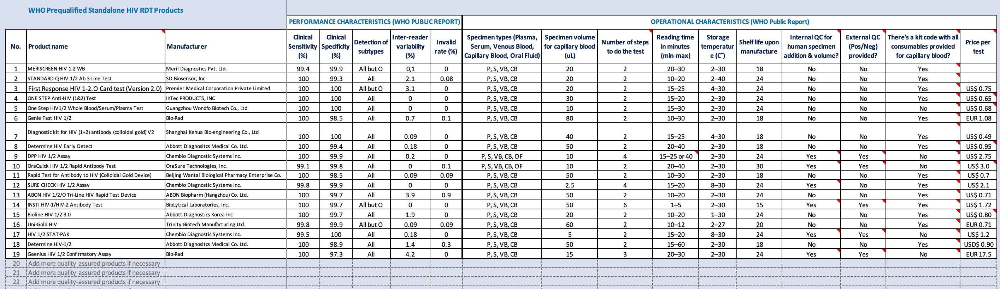 WHO Prequalified Standalone HIV RDT Products
PERFORMANCE CHARACTERISTICS (WHO PUBLIC REPORT) OPERATIONAL CHARACTERISTICS (WHO Public Report)
No. Product name Manufacturer Clinical Sensitivity (%) Clinical Specificity (%) Detection of subtypes Inter-reader variability (%) Invalid rate (%) Specimen types (Plasma, Serum, Venous Blood, Capillary Blood, Oral Fluid) Specimen volume for capillary blood (uL) Number of steps to do the test Reading time in minutes (min-max) Storage temperatur e (C˚) Shelf life upon manufacture Internal QC for human specimen addition & volume? External QC (Pos/Neg) provided? There's a kit code with all consumables provided for capillary blood? Price per test
1 MERISCREEN HIV 1-2 WB Meril Diagnostics Pvt. Ltd. 99.4 99.9 All but O 0,1 0 P, S, VB, CB 20 2 20–30 2–30 18 No No Yes
2 STANDARD Q HIV 1/2 Ab 3-Line Test SD Biosensor, Inc 100 99.3 All 2.1 0.08 P, S, VB, CB 20 2 10–20 2–40 24 No No Yes
3 First Response HIV 1-2.O Card test (Version 2.0) Premier Medical Corporation Private Limited 100 100 All but O 3.1 0 P, S, VB, CB 20 2 15–25 4–30 24 No No Yes US$ 0.75
4 ONE STEP Anti-HIV (1&2) Test InTec PRODUCTS, INC 100 100 All 0 0 P, S, VB, CB 30 2 15–20 2–30 24 No No Yes US$ 0.65
5 One Step HIV1/2 Whole Blood/Serum/Plasma Test Guangzhou Wondfo Biotech Co., Ltd 100 100 All 0 0 P, S, VB, CB 10 2 15–30 2–30 24 No No No US$ 0.68
6 Genie Fast HIV 1/2 Bio-Rad 100 98.5 All 0.7 0.1 P, S, VB, CB 80 2 10–30 2–30 18 No No Yes EUR 1.08
7 Diagnostic kit for HIV (1+2) antibody (colloidal gold) V2 Shanghai Kehua Bio-engineering Co., Ltd 100 100 All 0.09 0 P, S, VB, CB 40 2 15–25 4–30 18 No No Yes US$ 0.49
8 Determine HIV Early Detect Abbott Diagnositcs Medical Co. Ltd. 100 99.4 All 0.18 0 P, S, VB, CB 50 2 20–40 2–30 18 No No Yes US$ 0.95
9 DPP HIV 1/2 Assay Chembio Diagnostic Systems Inc. 100 99.9 All 0.2 0 P, S, VB, CB, OF 10 4 15–25 or 40 2–30 24 Yes Yes No US$ 2.75
10 OraQuick HIV 1/2 Rapid Antibody Test OraSure Technologies, Inc. 99.1 99.8 All 0 0.1 P, S, VB, CB, OF 10 2 20–40 2–30 30 Yes Yes No US$ 3.0
11 Rapid Test for Antibody to HIV (Colloidal Gold Device) Beijing Wantai Biological Pharmacy Enterprise Co. 100 98.5 All 0.09 0.09 P, S, VB, CB 50 2 10–30 2–30 18 No No Yes US$ 0.7
12 SURE CHECK HIV 1/2 Assay Chembio Diagnostic Systems Inc. 99.8 99.9 All 0 0 P, S, VB, CB 2.5 4 15–20 8–30 24 Yes No Yes US$ 2.1
13 ABON HIV 1/2/O Tri-Line HIV Rapid Test Device ABON Biopharm (Hangzhou) Co. Ltd. 100 99.7 All 3.9 0.9 P, S, VB, CB 50 2 10–20 2–30 24 No No Yes US$ 0.71
14 INSTI HIV-1/HIV-2 Antibody Test BioLytical Laboratories, Inc. 100 99.7 All but O 0 0 P, S, VB, CB 50 6 1–5 2–30 15 Yes Yes Yes US$ 1.72
15 Bioline HIV-1/2 3.0 Abbott Diagnostics Korea Inc 100 99.7 All 1.9 0 P, S, VB, CB 20 2 10–20 1–30 24 No No Yes US$ 0.80
16 Uni-Gold HIV Trinity Biotech Manufacturing Ltd. 99.8 99.9 All but O 0.09 0.09 P, S, VB, CB 60 2 10–12 2–27 20 No No Yes EUR 0.71
17 HIV 1/2 STAT-PAK Chembio Diagnostic Systems Inc. 99.5 100 All 0.18 0 P, S, VB, CB 5 2 15–20 8–30 24 Yes Yes No US$ 1.2
18 Determine HIV-1/2 Abbott Diagnositcs Medical Co. Ltd. 100 98.9 All 1.4 0.3 P, S, VB, CB 50 2 15–60 2–30 18 No No Yes USD$ 0.90
19 Geenius HIV 1/2 Confirmatory Assay Bio-Rad 100 97.3 All 4.2 0 P, S, VB, CB 15 3 20–30 2–30 24 Yes Yes No EUR 17.5
20 Add more quality-assured products if necessary
21 Add more quality-assured products if necessary
22 Add more quality-assured products if necessary